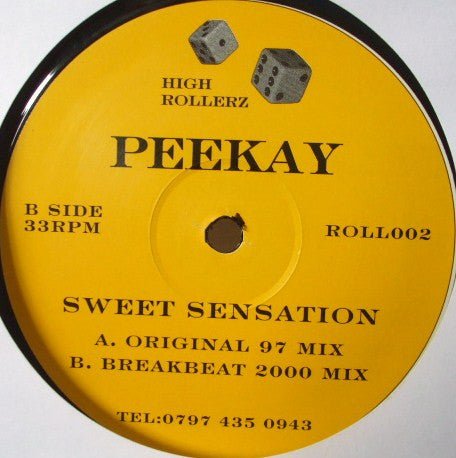 HIGH
ROLLERZ
PEEKAY
B SIDE
33RPM
ROLL002
SWEET SENSATION
A. ORIGINAL 97 MIX
B. BREAKBEAT 2000 MIX
TEL:0797 435 0943